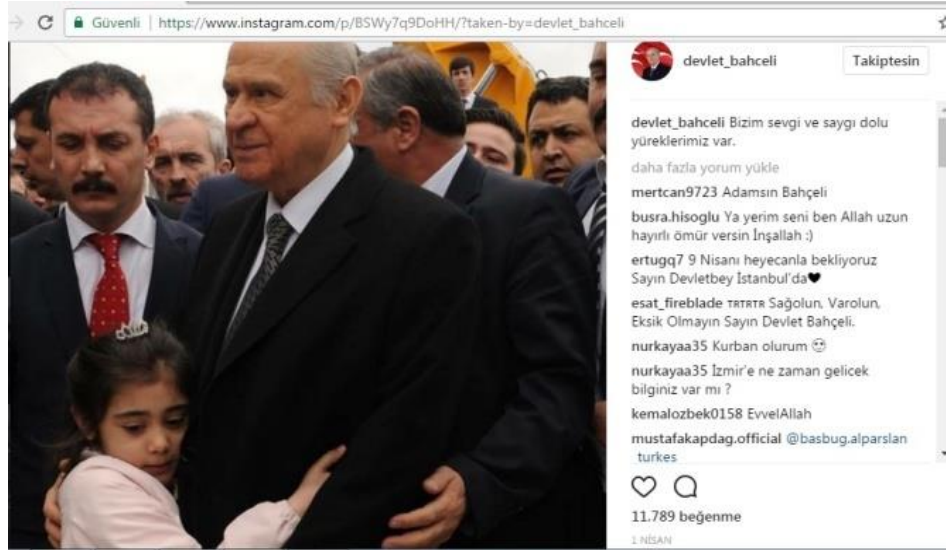 Güvenli | https://www.instagram.com/p/BSWy7q9DoHH/?taken-by=devlet_bahceli
devlet_bahceli Takiptesin
devlet_bahceli Bizim sevgi ve saygı dolu
yüreklerimiz var.
daha fazla yorum yükle
mertcan9723 Adamsın Bahçeli
busra.hisoglu Ya yerim seni ben Allah uzun
hayırlı ömür versin İnşallah :)
ertugq7 9 Nisanı heyecanla bekliyoruz
Sayın Devletbey İstanbul'da🖤
esat_fireblade ᴛʀᴛʀᴛʀ Sağolun, Varolun,
Eksik Olmayın Sayın Devlet Bahçeli.
nurkayaa35 Kurban olurum 😍
nurkayaa35 İzmir'e ne zaman gelicek
bilginiz var mı ?
kemalozbek0158 EvvelAllah
mustafakapdag.official @basbug.alparslan
_turkes
11.789 beğenme
1 NİSAN